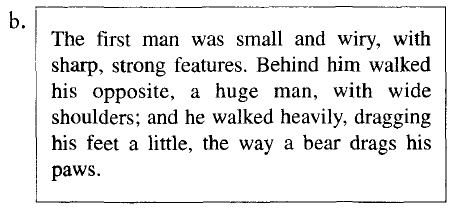 b.
The first man was small and wiry, with
sharp, strong features. Behind him walked
his opposite, a huge man, with wide
shoulders; and he walked heavily, dragging
his feet a little, the way a bear drags his
paws.